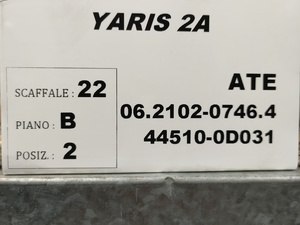 YARIS 2A
SCAFFALE : 22
PIANO : B
POSIZ. : 2
ATE
06.2102-0746.4
44510-0D031